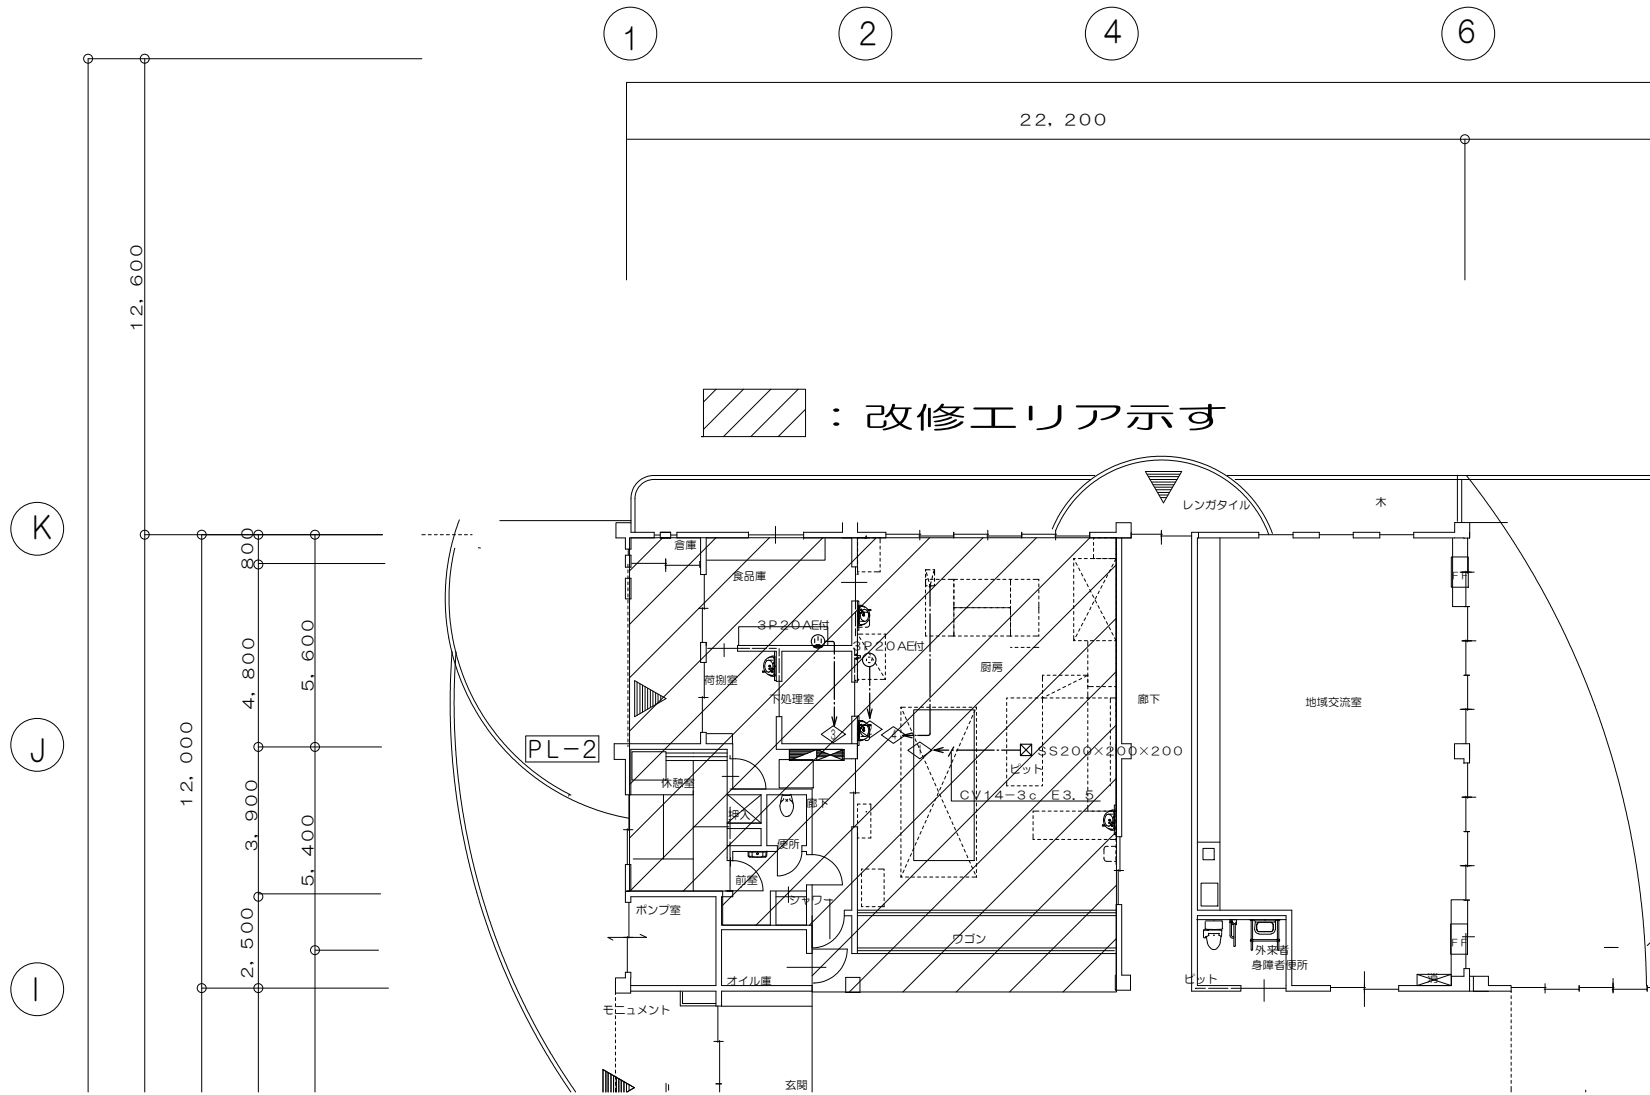 1
2
4
6
22,200
12,600
:改修エリア示す
レンガタイル
木
K
800
倉庫
食品庫
FF
3P20AE付
3P20AE付
4,800
5,600
厨房
荷捌室
下処理室
廊下
地域交流室
3
4
J
PL-2
SS200×200×200
ピット
12,000
休憩室
CV14-3c E3.5
廊下
押入
3,900
5,400
便所
前室
シャワー
ポンプ室
2,500
ワゴン
FF
外来者
身障者便所
I
オイル庫
ピット
消
モニュメント
玄関